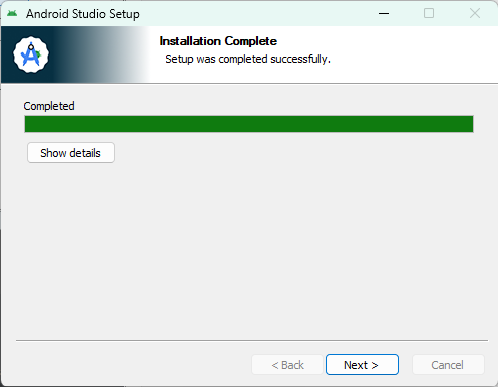 Android Studio Setup
Installation Complete
Setup was completed successfully.
Completed
Show details
< Back
Next >
Cancel